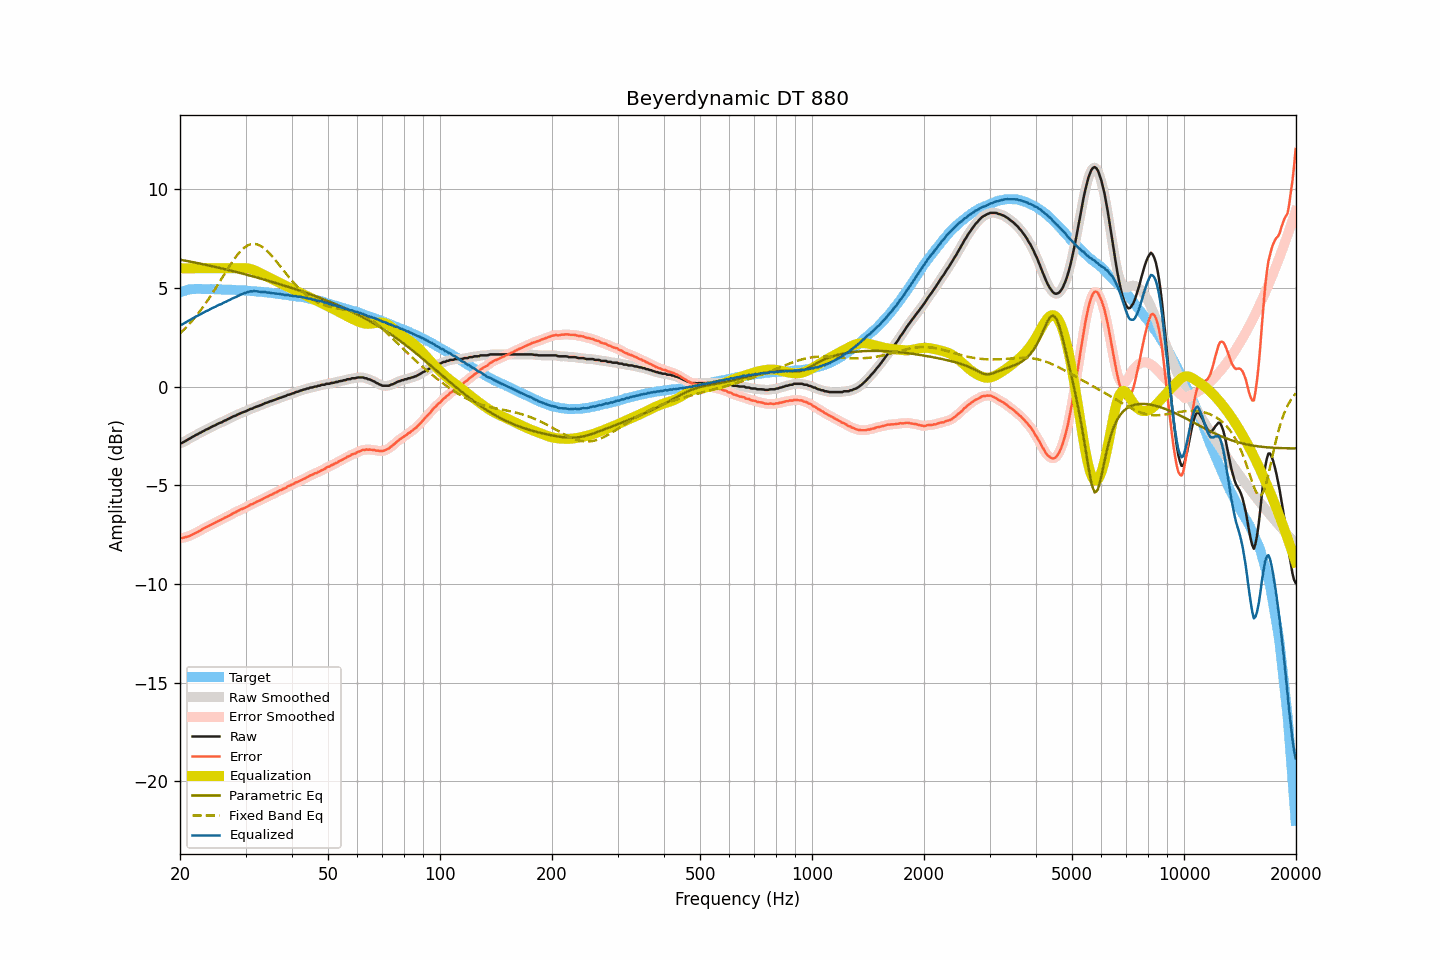 Beyerdynamic DT 880
Amplitude (dBr)
10
5
0
−5
−10
−15
−20
Target
Raw Smoothed
Error Smoothed
Raw
Error
Equalization
Parametric Eq
Fixed Band Eq
Equalized
20 50 100 200 500 1000 2000 5000 10000 20000
Frequency (Hz)